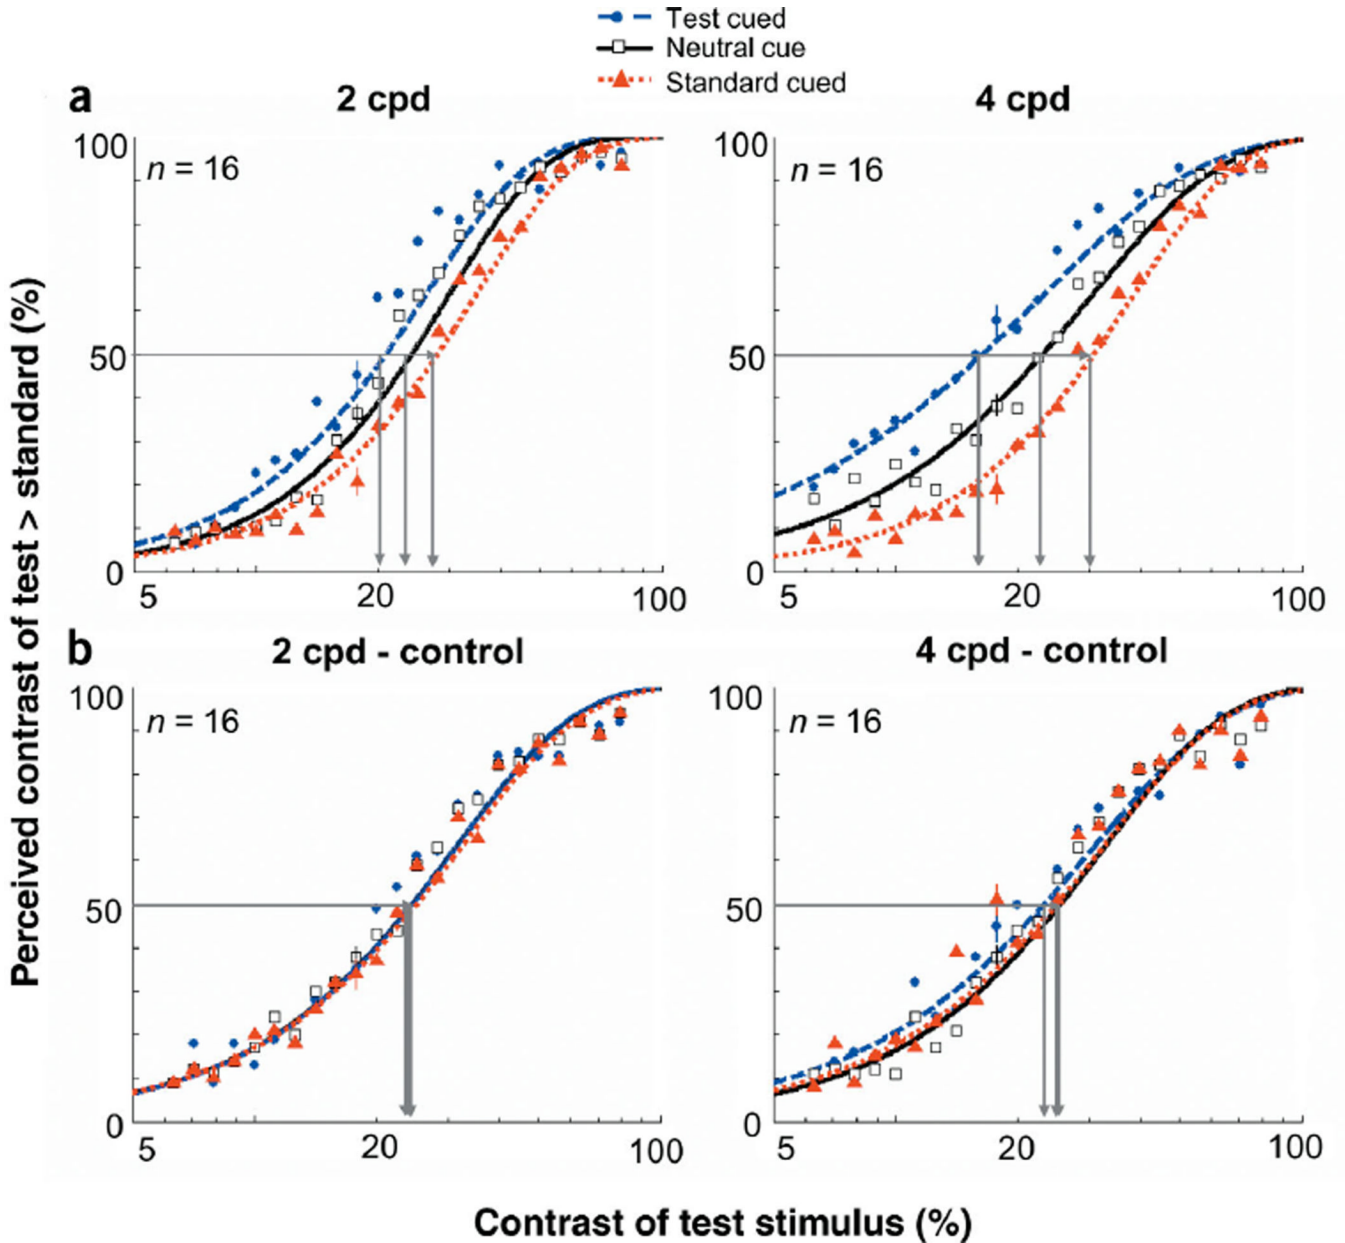 Test cued
Neutral cue
Standard cued
a
2 cpd
4 cpd
100
n = 16
50
0
5
20
100
100
n = 16
50
0
5
20
100
b
2 cpd - control
4 cpd - control
100
n = 16
50
0
5
20
100
100
n = 16
50
0
5
20
100
Perceived contrast of test > standard (%)
Contrast of test stimulus (%)